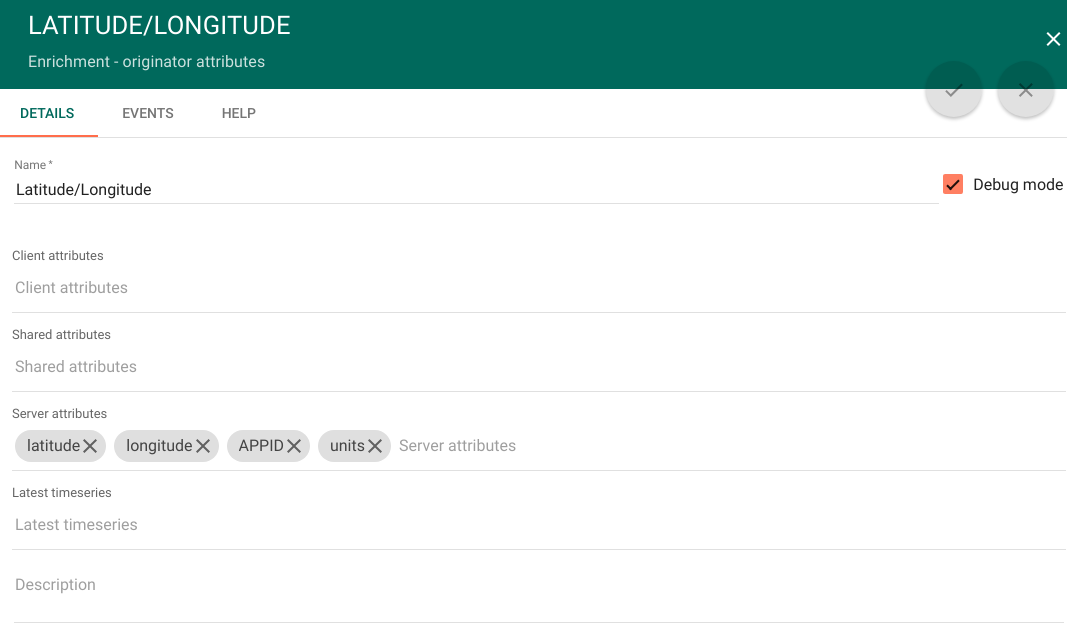 LATITUDE/LONGITUDE
Enrichment - originator attributes
DETAILS EVENTS HELP
Name *
Latitude/Longitude
Debug mode
Client attributes
Client attributes
Shared attributes
Shared attributes
Server attributes
latitude longitude APPID units Server attributes
Latest timeseries
Latest timeseries
Description